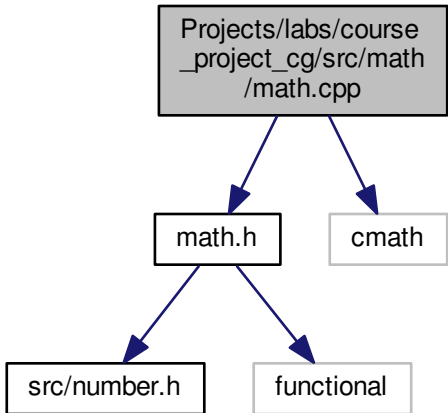 Projects/labs/course
_project_cg/src/math
/math.cpp
math.h
cmath
src/number.h
functional